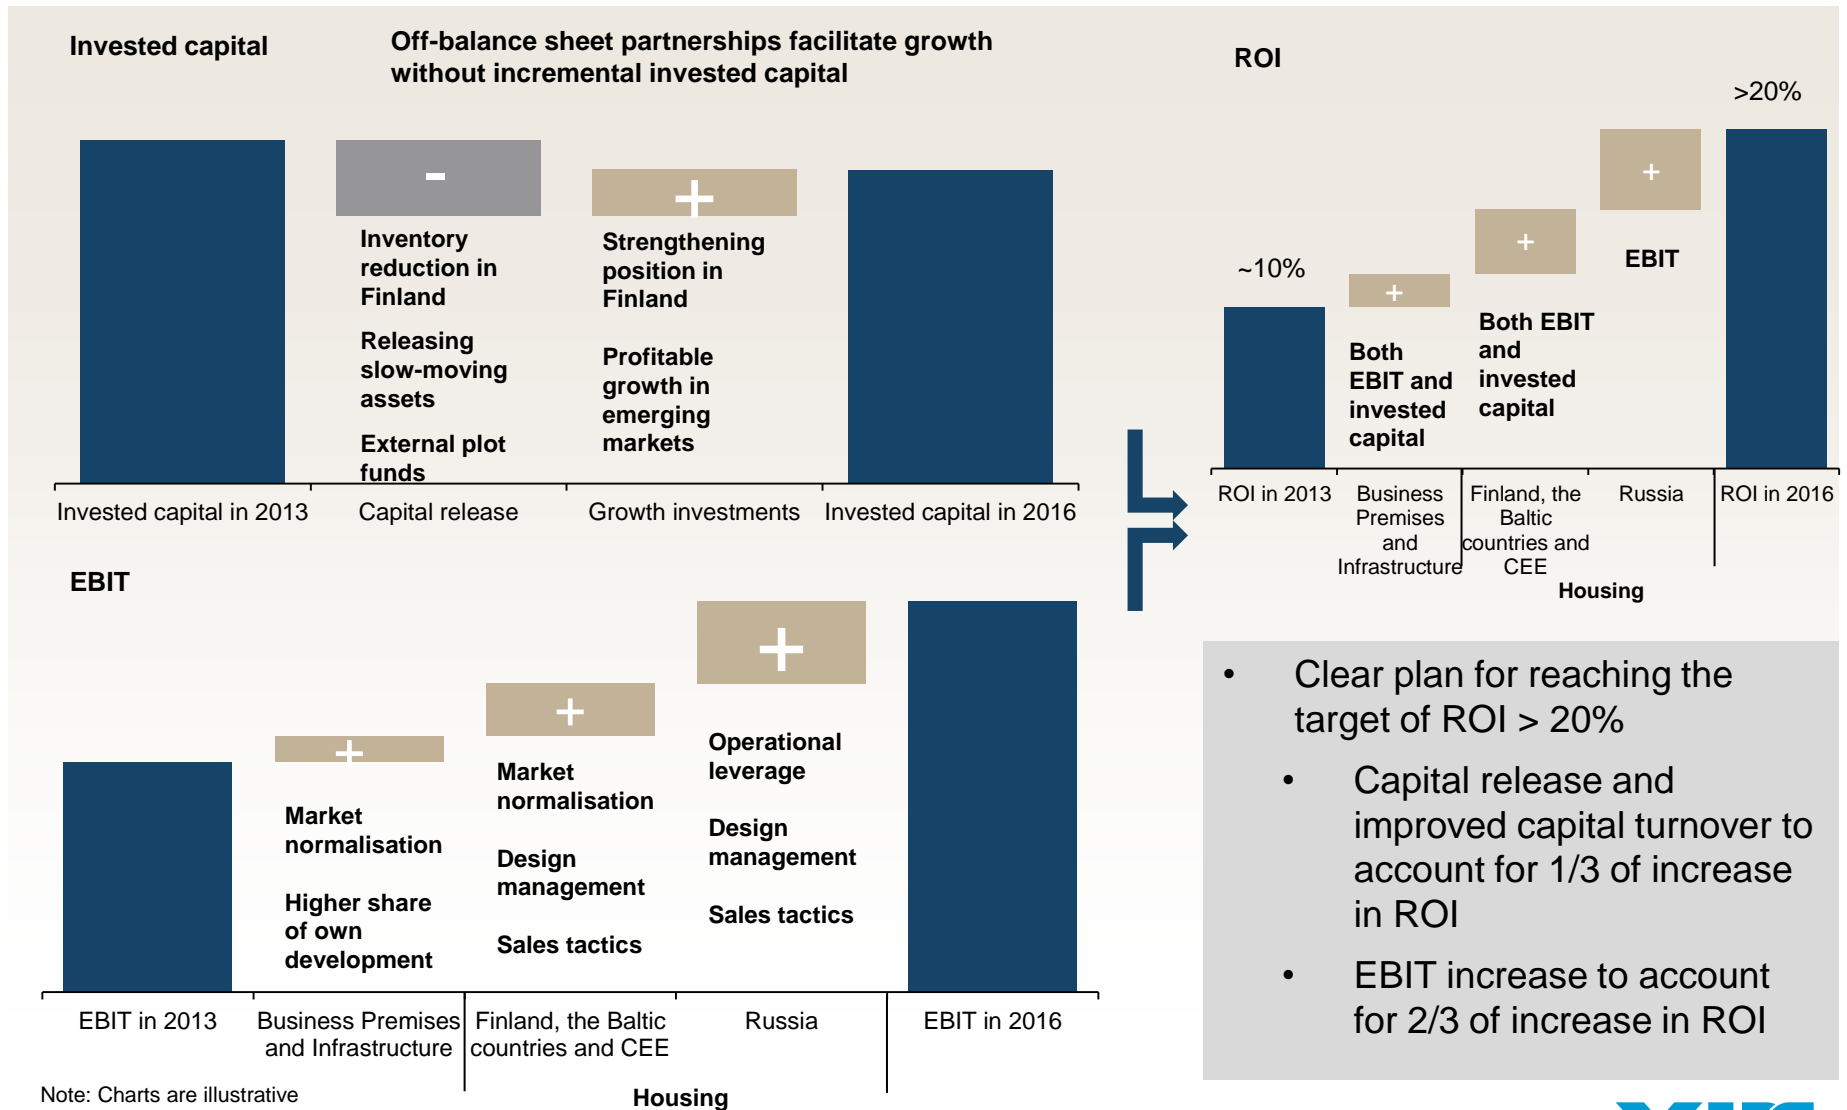 Invested capital
Off-balance sheet partnerships facilitate growth
without incremental invested capital
-
+
Inventory
reduction in
Finland
Releasing
slow-moving
assets
External plot
funds
Strengthening
position in
Finland
Profitable
growth in
emerging
markets
Invested capital in 2013
Capital release
Growth investments
Invested capital in 2016
ROI
>20%
~10%
+
+
+
EBIT
Both EBIT
and
invested
capital
Both
EBIT and
invested
capital
ROI in 2013
Business
Premises
and
Infrastructure
Finland, the
Baltic
countries and
CEE
Russia
ROI in 2016
Housing
EBIT
+
+
+
Market
normalisation
Higher share
of own
development
Market
normalisation
Design
management
Sales tactics
Operational
leverage
Design
management
Sales tactics
EBIT in 2013
Business Premises
and Infrastructure
Finland, the Baltic
countries and CEE
Russia
EBIT in 2016
Housing
Note: Charts are illustrative
• Clear plan for reaching the
target of ROI > 20%
• Capital release and
improved capital turnover to
account for 1/3 of increase
in ROI
• EBIT increase to account
for 2/3 of increase in ROI